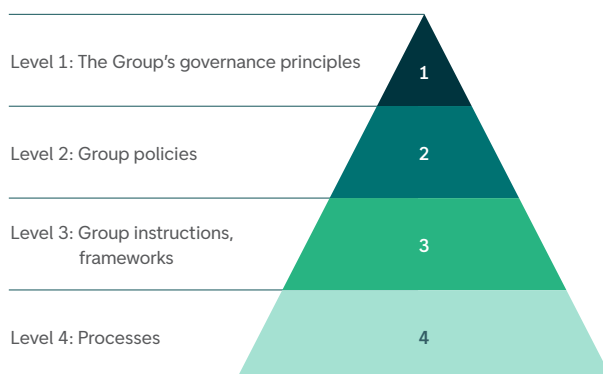 Level 1: The Group’s governance principles
1
Level 2: Group policies
2
Level 3: Group instructions,
frameworks
3
Level 4: Processes
4